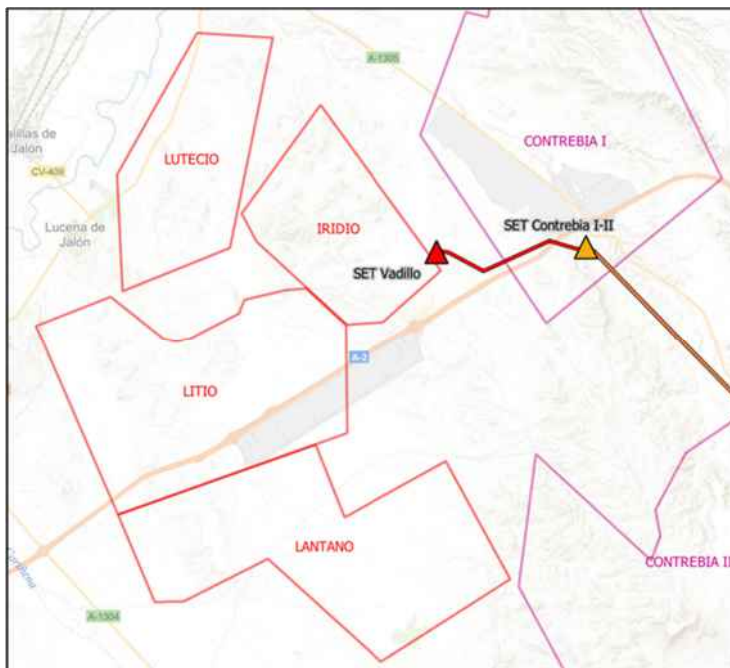 A-1305
CONTREBIA I
LUTECIO
Jalón
CV-439
Lucena de
Jalón
IRIDIO
SET Contrebia I-II
SET Vadillo
A-2
LITIO
LANTANO
CONTREBIA II
A-1304